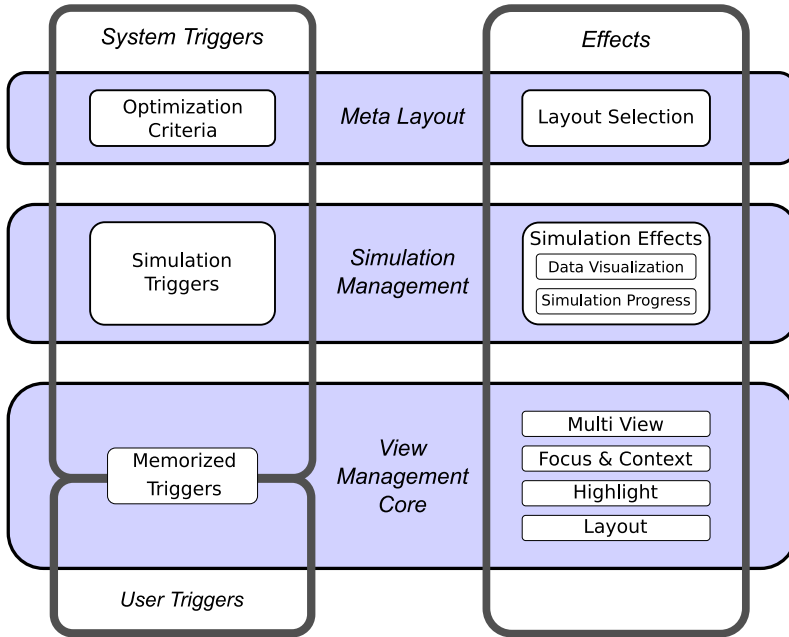 System Triggers
Effects
Optimization
Criteria
Meta Layout
Layout Selection
Simulation
Triggers
Simulation
Management
Simulation Effects
Data Visualization
Simulation Progress
Memorized
Triggers
View
Management
Core
Multi View
Focus & Context
Highlight
Layout
User Triggers